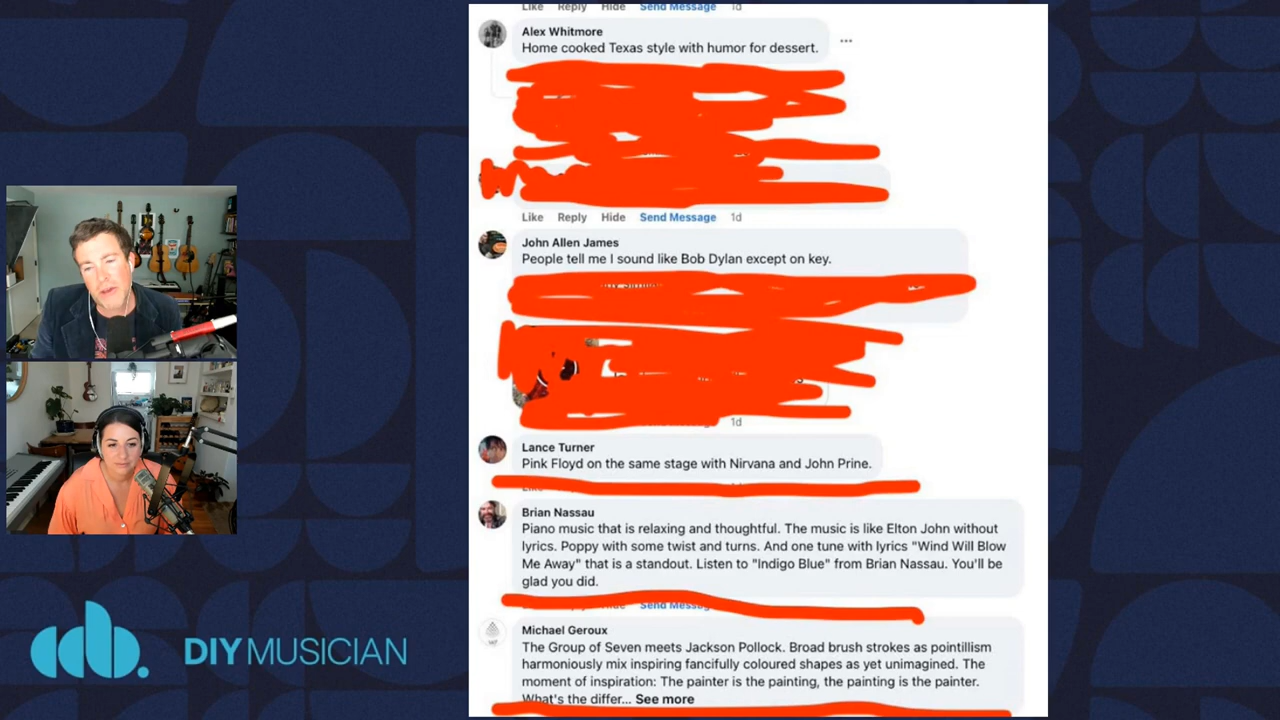 Like Reply Hide Send Message 1d
Alex Whitmore
Home cooked Texas style with humor for dessert.
Like Reply Hide Send Message 1d
John Allen James
People tell me I sound like Bob Dylan except on key.
1d
Lance Turner
Pink Floyd on the same stage with Nirvana and John Prine.
Brian Nassau
Piano music that is relaxing and thoughtful. The music is like Elton John without
lyrics. Poppy with some twist and turns. And one tune with lyrics "Wind Will Blow
Me Away" that is a standout. Listen to "Indigo Blue" from Brian Nassau. You'll be
glad you did.
Hide Send Message
Michael Geroux
The Group of Seven meets Jackson Pollock. Broad brush strokes as pointillism
harmoniously mix inspiring fancifully coloured shapes as yet unimagined. The
moment of inspiration: The painter is the painting, the painting is the painter.
What's the differ... See more
cdb. DIY MUSICIAN